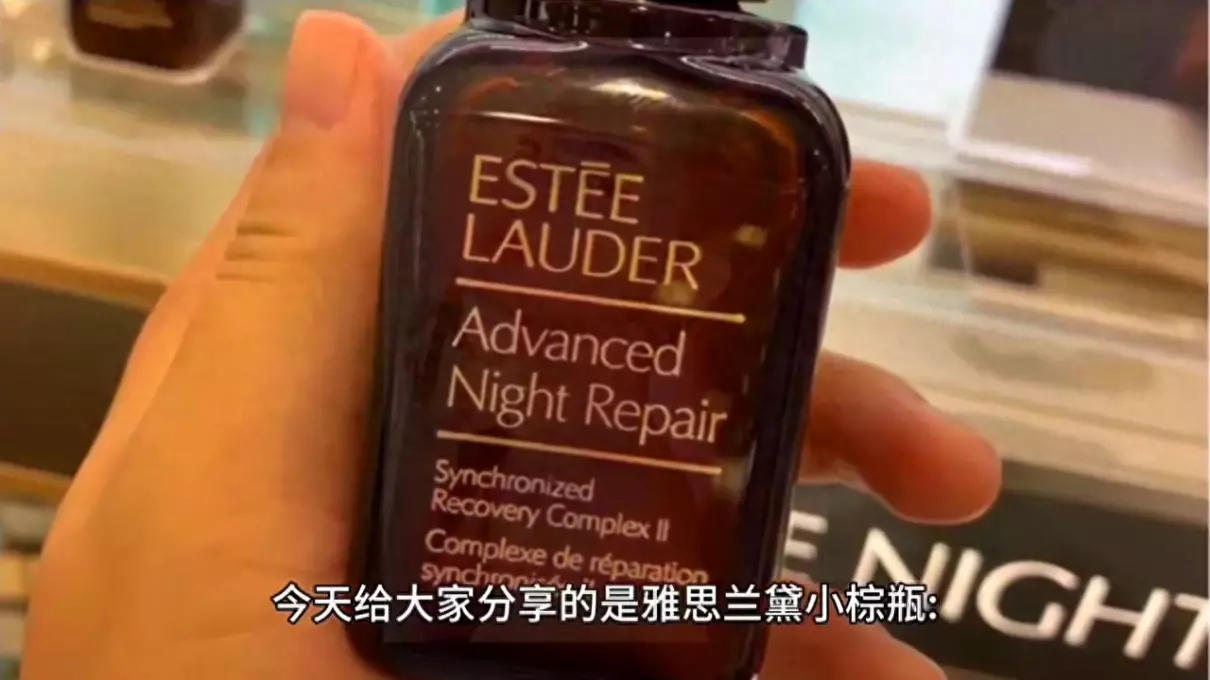 ESTÉE
LAUDER
Advanced
Night Repair
Synchronized
Recovery Complex II
Complexe de réparation
E NIGHT
今天给大家分享的是雅思兰黛小棕瓶: